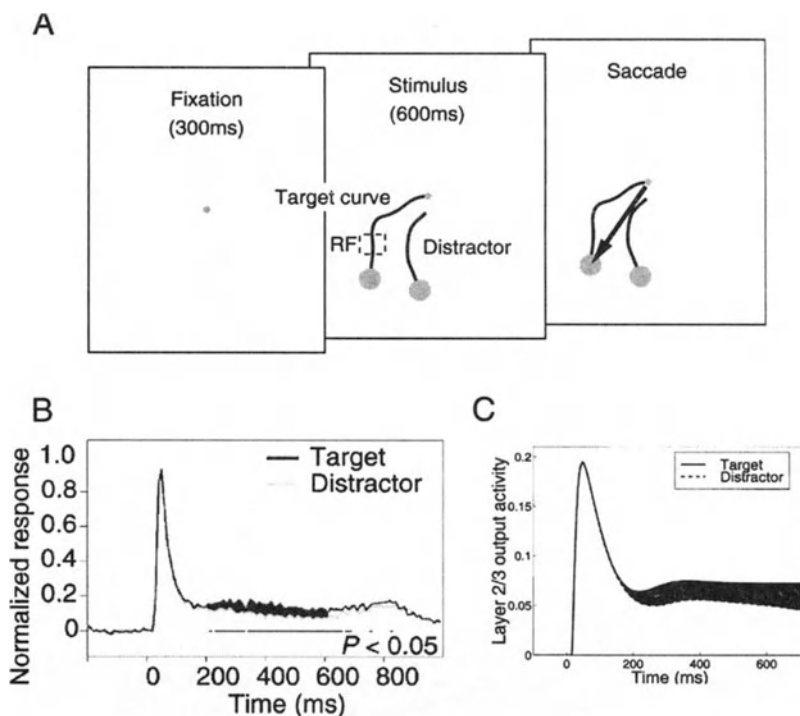 A
Fixation
(300ms)
Stimulus
(600ms)
Saccade
Target curve
RF
Distractor
B
Normalized response
1.0
0.8
0.6
0.4
0.2
0
Target
Distractor
P < 0.05
0 200 400 600 800
Time (ms)
C
Layer 2/3 output activity
0.2
0.15
0.1
0.05
0
Target
Distractor
0 200 400 600
Time (ms)